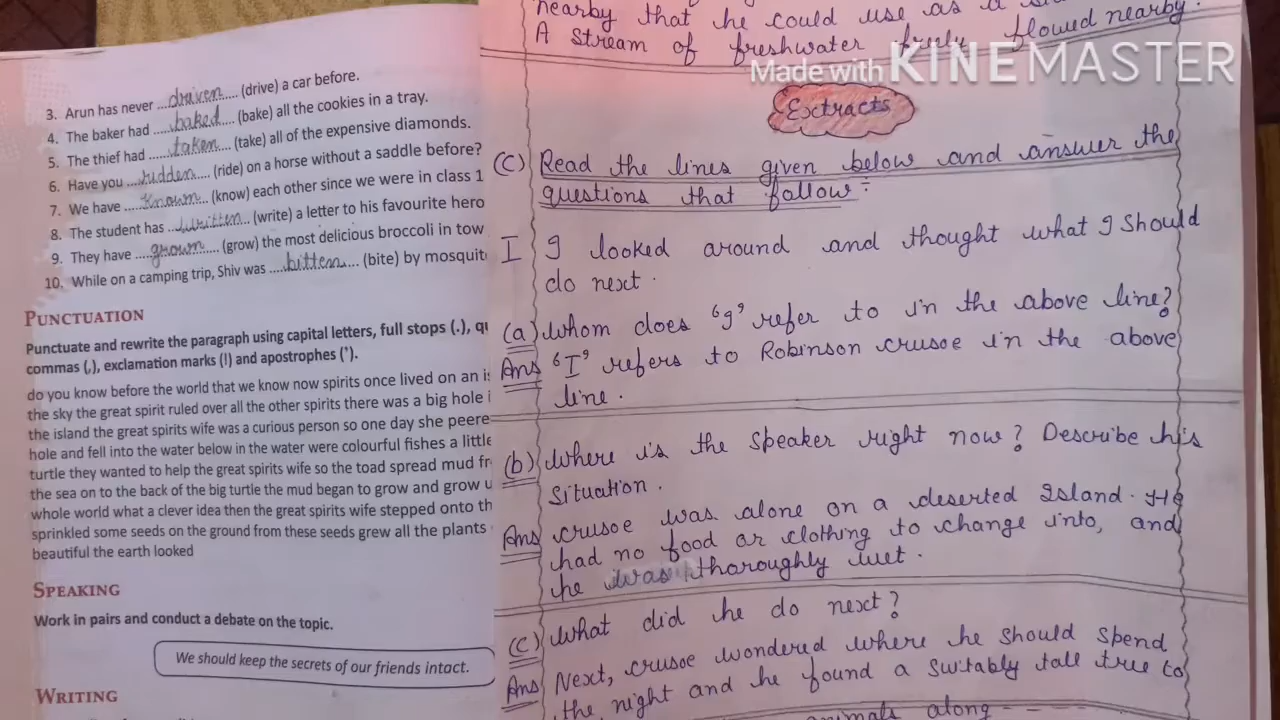 3. Arun has never ....driven.... (drive) a car before.
4. The baker had ....baked.... (bake) all the cookies in a tray.
5. The thief had ......taken.... (take) all of the expensive diamonds.
6. Have you ...ridden..... (ride) on a horse without a saddle before?
7. We have ....known.... (know) each other since we were in class 1
8. The student has ...written.... (write) a letter to his favourite hero
9. They have ....grown.... (grow) the most delicious broccoli in tow
10. While on a camping trip, Shiv was ....bitten.... (bite) by mosquit
PUNCTUATION
Punctuate and rewrite the paragraph using capital letters, full stops (.), qu
commas (,), exclamation marks (!) and apostrophes (').
do you know before the world that we know now spirits once lived on an is
the sky the great spirit ruled over all the other spirits there was a big hole i
the island the great spirits wife was a curious person so one day she peere
hole and fell into the water below in the water were colourful fishes a little
turtle they wanted to help the great spirits wife so the toad spread mud fr
the sea on to the back of the big turtle the mud began to grow and grow u
whole world what a clever idea then the great spirits wife stepped onto th
sprinkled some seeds on the ground from these seeds grew all the plants
beautiful the earth looked
SPEAKING
Work in pairs and conduct a debate on the topic.
We should keep the secrets of our friends intact.
WRITING
nearby that he could use as a
A stream of freshwater freely flowed nearby.
Made with KINEMASTER
Extracts
(C) Read the lines given below and answer the
questions that follow :-
I I looked around and thought what I should
do next.
(a) Whom does 'I' refer to in the above line?
Ans 'I' refers to Robinson crusoe in the above
line.
(b) Where is the speaker right now? Describe his
situation.
Ans crusoe was alone on a deserted Island. He
had no food or clothing to change into, and
he was thoroughly wet.
(c) What did he do next?
Ans Next, crusoe wondered where he should spend
the night and he found a suitably tall true to
animals along